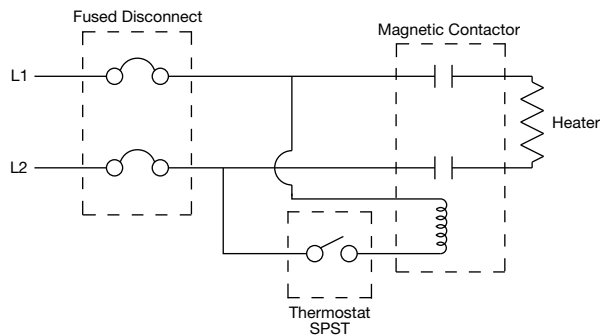 Fused Disconnect
Magnetic Contactor
L1
Heater
L2
Thermostat
SPST